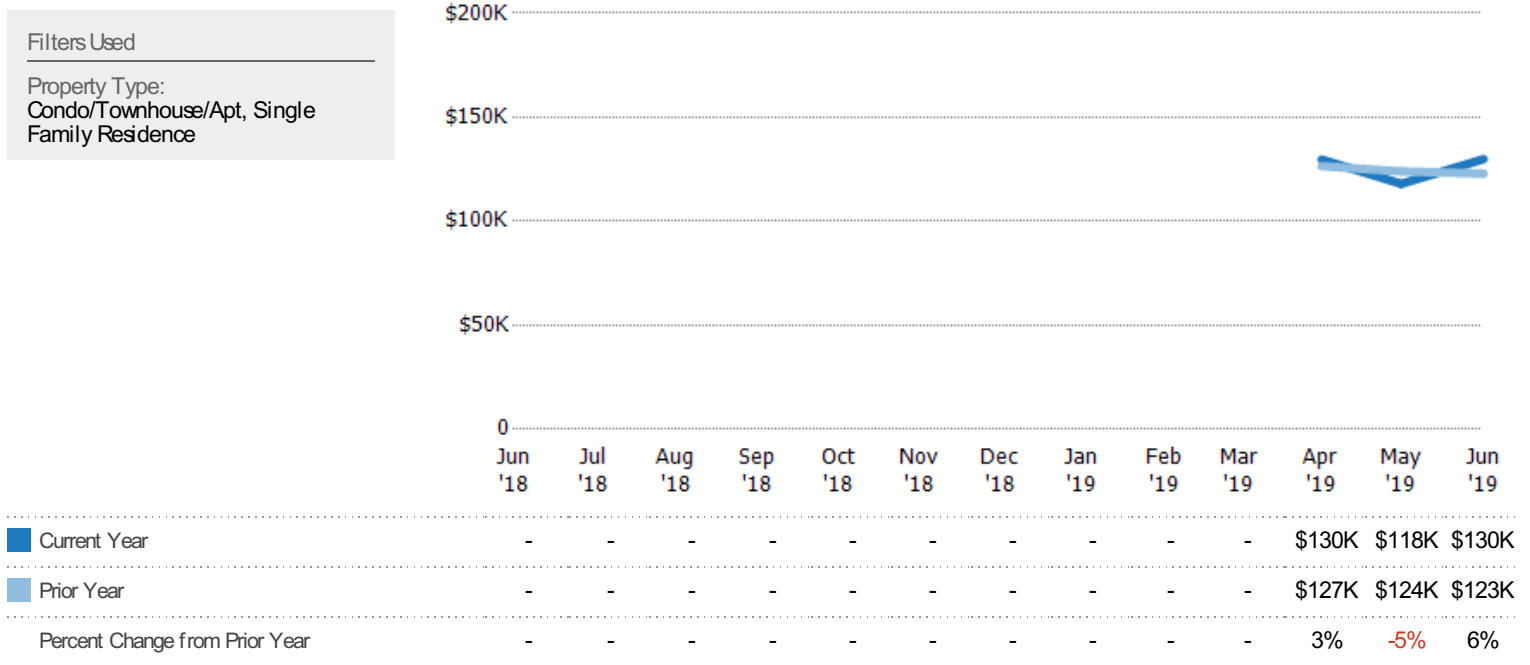 Filters Used
Property Type:
Condo/Townhouse/Apt, Single
Family Residence
$200K
$150K
$100K
$50K
0
Jun Jul Aug Sep Oct Nov Dec Jan Feb Mar Apr May Jun
'18 '18 '18 '18 '18 '18 '18 '19 '19 '19 '19 '19 '19
Current Year - - - - - - - - - - $130K $118K $130K
Prior Year - - - - - - - - - - $127K $124K $123K
Percent Change from Prior Year - - - - - - - - - - 3% -5% 6%